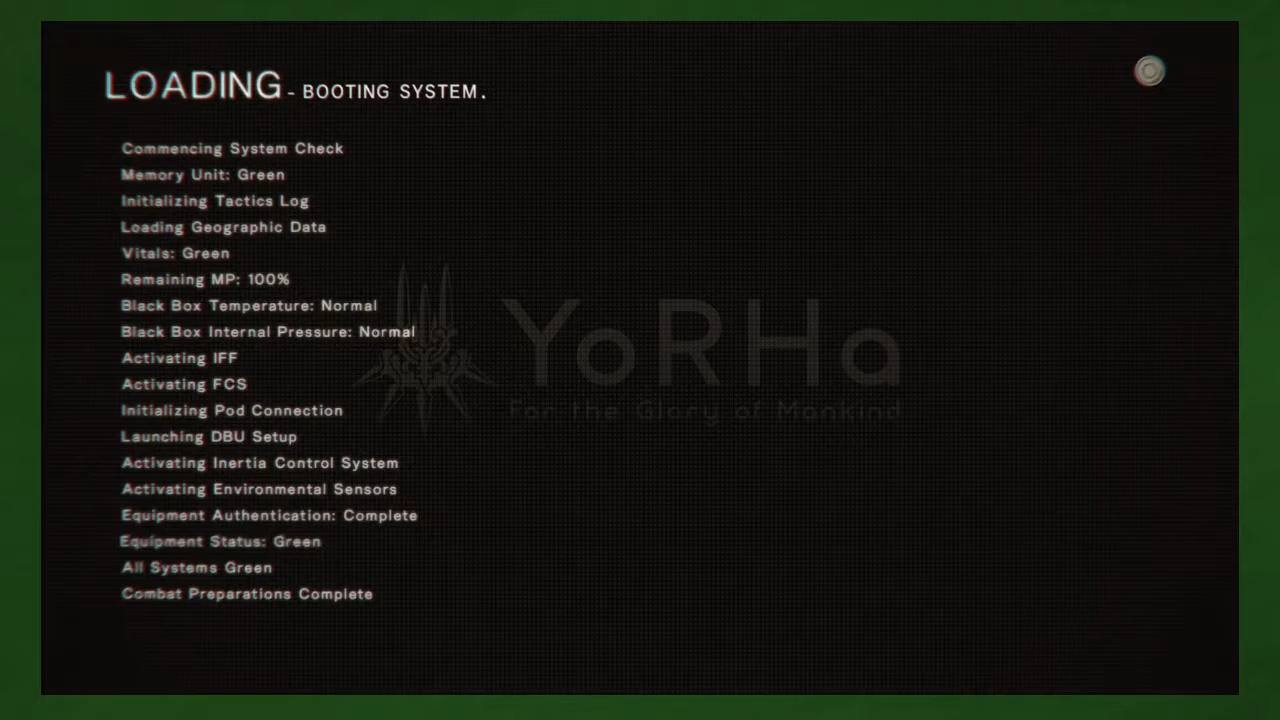 LOADING - BOOTING SYSTEM.
Commencing System Check
Memory Unit: Green
Initializing Tactics Log
Loading Geographic Data
Vitals: Green
Remaining MP: 100%
Black Box Temperature: Normal
Black Box Internal Pressure: Normal
Activating IFF
Activating FCS
Initializing Pod Connection
Launching DBU Setup
Activating Inertia Control System
Activating Environmental Sensors
Equipment Authentication: Complete
Equipment Status: Green
All Systems Green
Combat Preparations Complete
YoRHa
For the Glory of Mankind